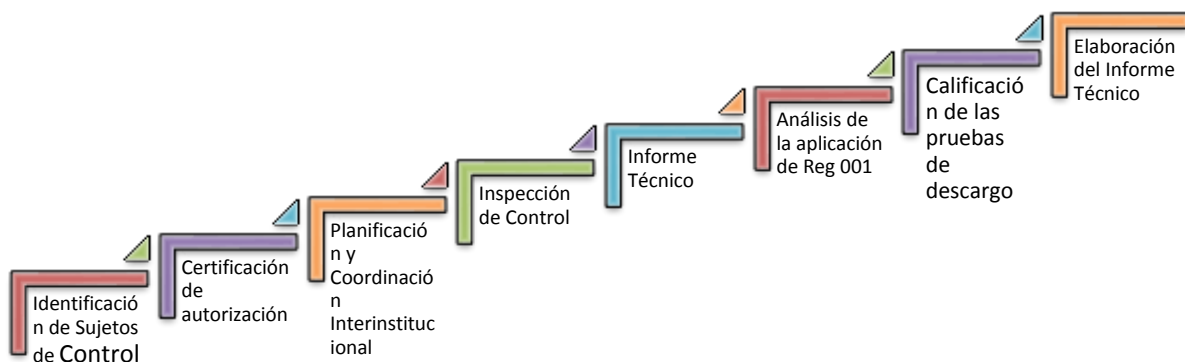 Identificació
n de Sujetos
de Control
Certificación
de
autorización
Planificació
n y
Coordinació
n
Interinstituc
ional
Inspección
de Control
Informe
Técnico
Análisis de
la aplicación
de Reg 001
Calificació
n de las
pruebas
de
descargo
Elaboración
del Informe
Técnico